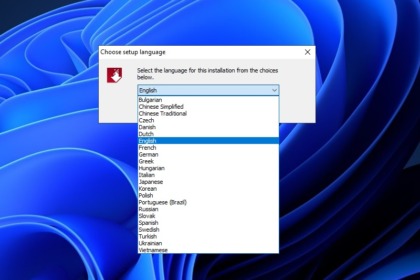 Choose setup language
Select the language for this installation from the choices
below.
English
Bulgarian
Chinese Simplified
Chinese Traditional
Czech
Danish
Dutch
English
French
German
Greek
Hungarian
Italian
Japanese
Korean
Polish
Portuguese (Brazil)
Russian
Slovak
Spanish
Swedish
Turkish
Ukrainian
Vietnamese